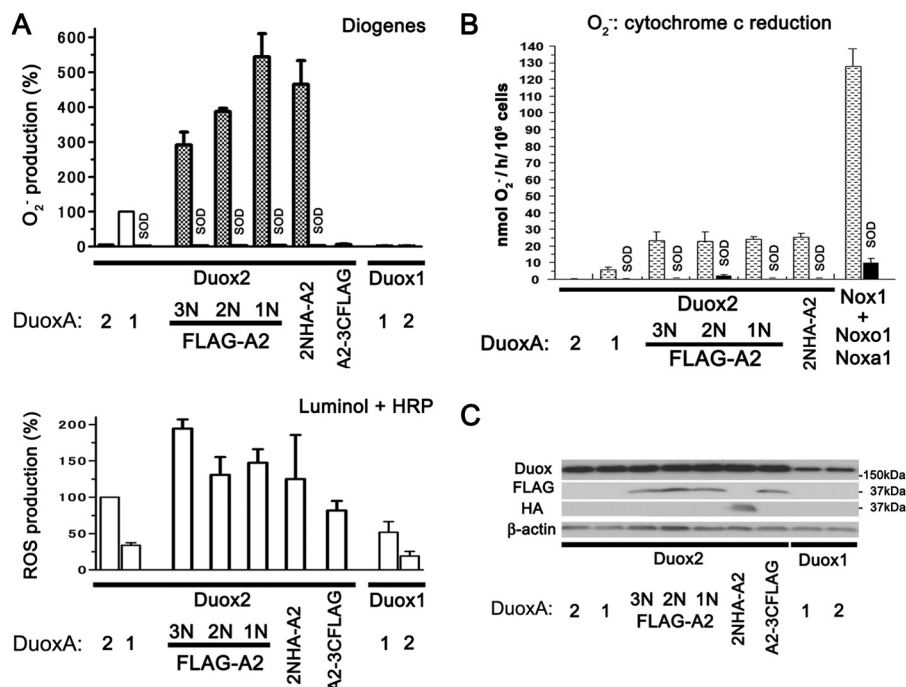 A
Diogenes
O₂⁻ production (%)
600
500
400
300
200
100
0
SOD SOD SOD SOD SOD
Duox2 Duox1
DuoxA: 2 1 3N 2N 1N 2NHA-A2 A2-3CFLAG 1 2
FLAG-A2
Luminol + HRP
ROS production (%)
200
150
100
50
0
Duox2 Duox1
DuoxA: 2 1 3N 2N 1N 2NHA-A2 A2-3CFLAG 1 2
FLAG-A2
B
O₂⁻: cytochrome c reduction
nmol O₂⁻/ h/ 10⁶ cells
140
130
120
110
100
90
80
70
60
50
40
30
20
10
0
SOD SOD SOD SOD SOD SOD
Duox2 Nox1
+
Noxo1
Noxa1
DuoxA: 2 1 3N 2N 1N 2NHA-A2
FLAG-A2
C
Duox -150kDa
FLAG - 37kDa
HA - 37kDa
β-actin
Duox2 Duox1
DuoxA: 2 1 3N 2N 1N 2NHA-A2 A2-3CFLAG 1 2
FLAG-A2